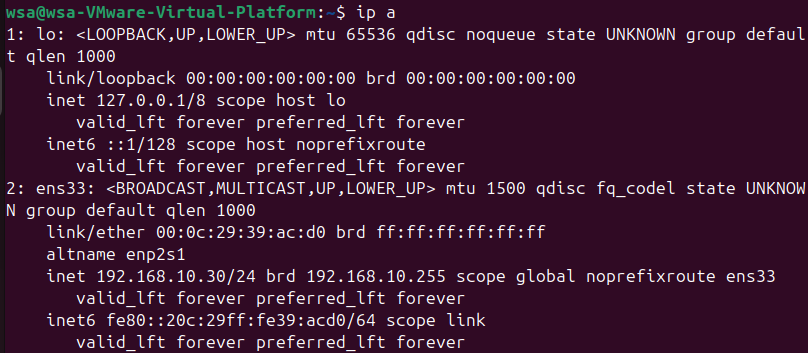 wsa@wsa-VMware-Virtual-Platform:~$ ip a
1: lo: <LOOPBACK,UP,LOWER_UP> mtu 65536 qdisc noqueue state UNKNOWN group defaul
t qlen 1000
    link/loopback 00:00:00:00:00:00 brd 00:00:00:00:00:00
    inet 127.0.0.1/8 scope host lo
       valid_lft forever preferred_lft forever
    inet6 ::1/128 scope host noprefixroute
       valid_lft forever preferred_lft forever
2: ens33: <BROADCAST,MULTICAST,UP,LOWER_UP> mtu 1500 qdisc fq_codel state UNKNOW
N group default qlen 1000
    link/ether 00:0c:29:39:ac:d0 brd ff:ff:ff:ff:ff:ff
    altname enp2s1
    inet 192.168.10.30/24 brd 192.168.10.255 scope global noprefixroute ens33
       valid_lft forever preferred_lft forever
    inet6 fe80::20c:29ff:fe39:acd0/64 scope link
       valid_lft forever preferred_lft forever